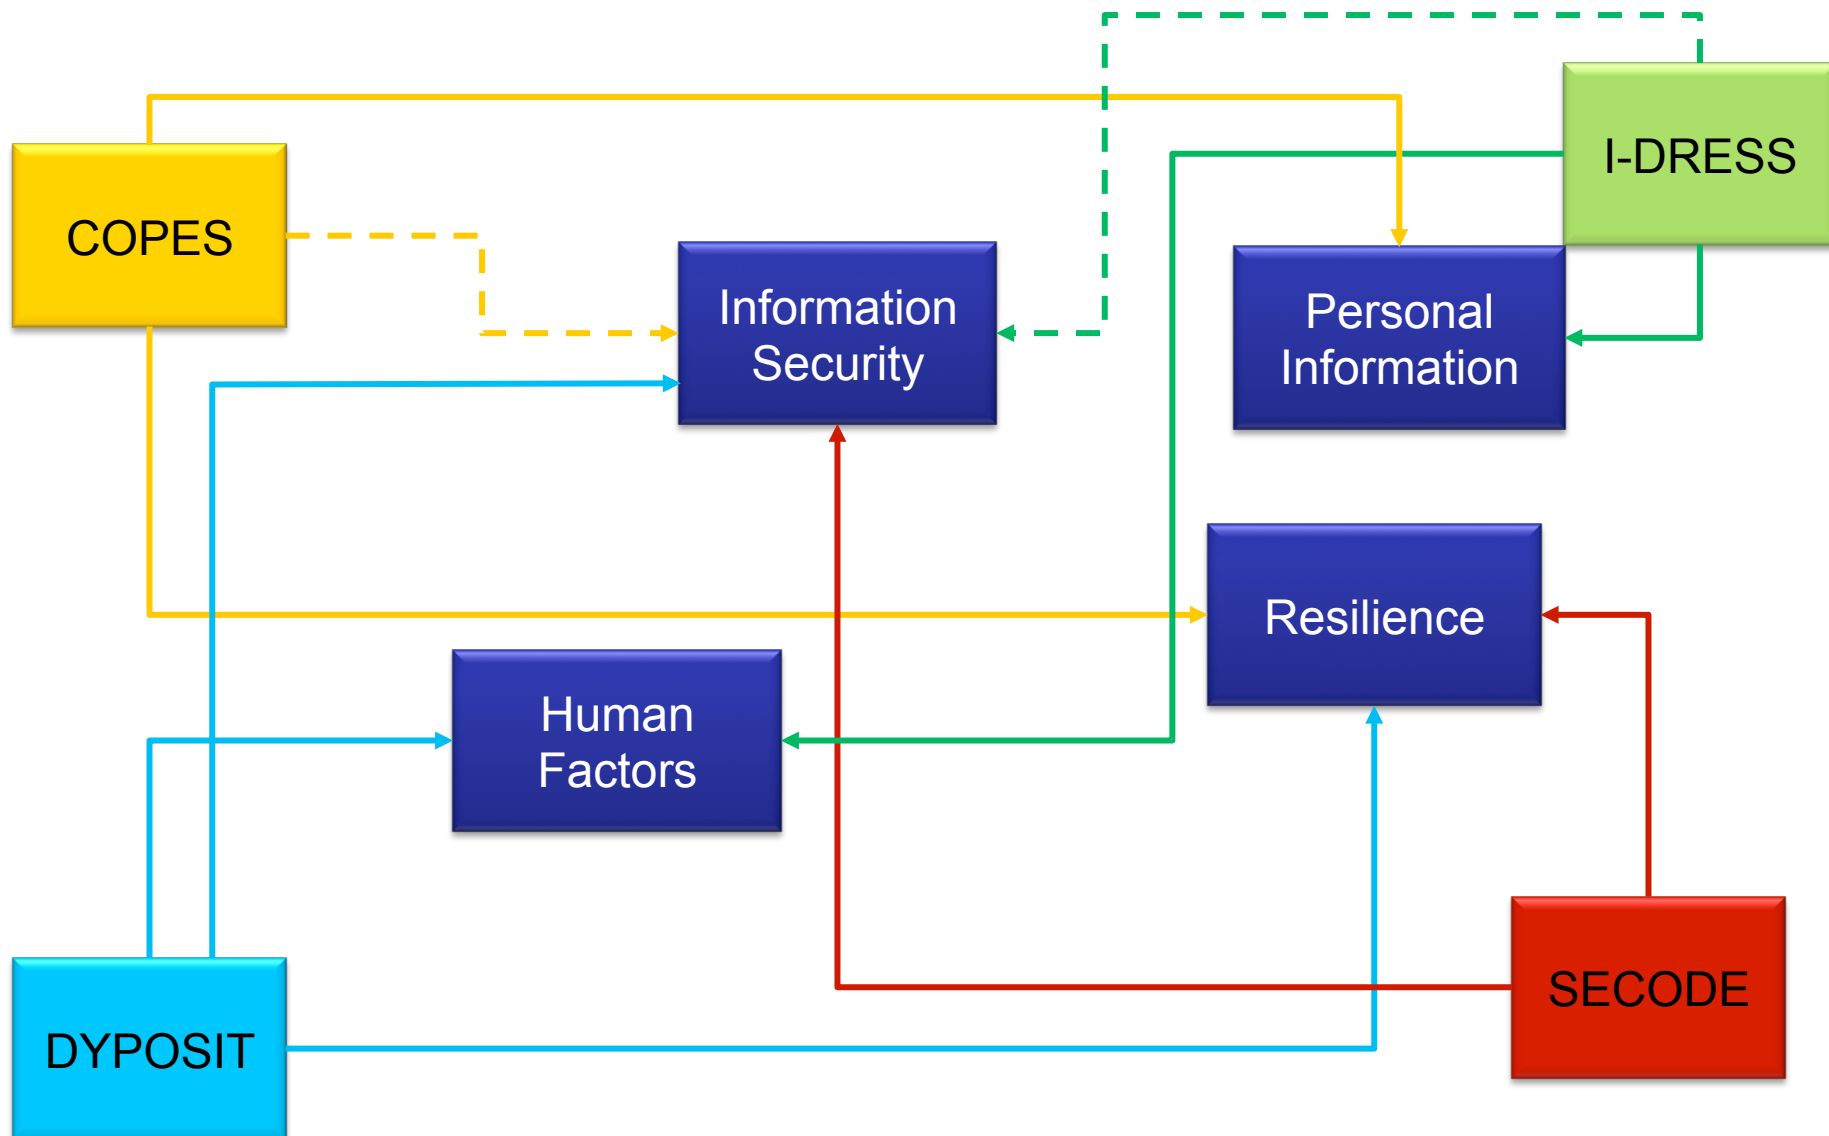 I-DRESS
COPES
Information
Security
Personal
Information
Resilience
Human
Factors
SECODE
DYPOSIT